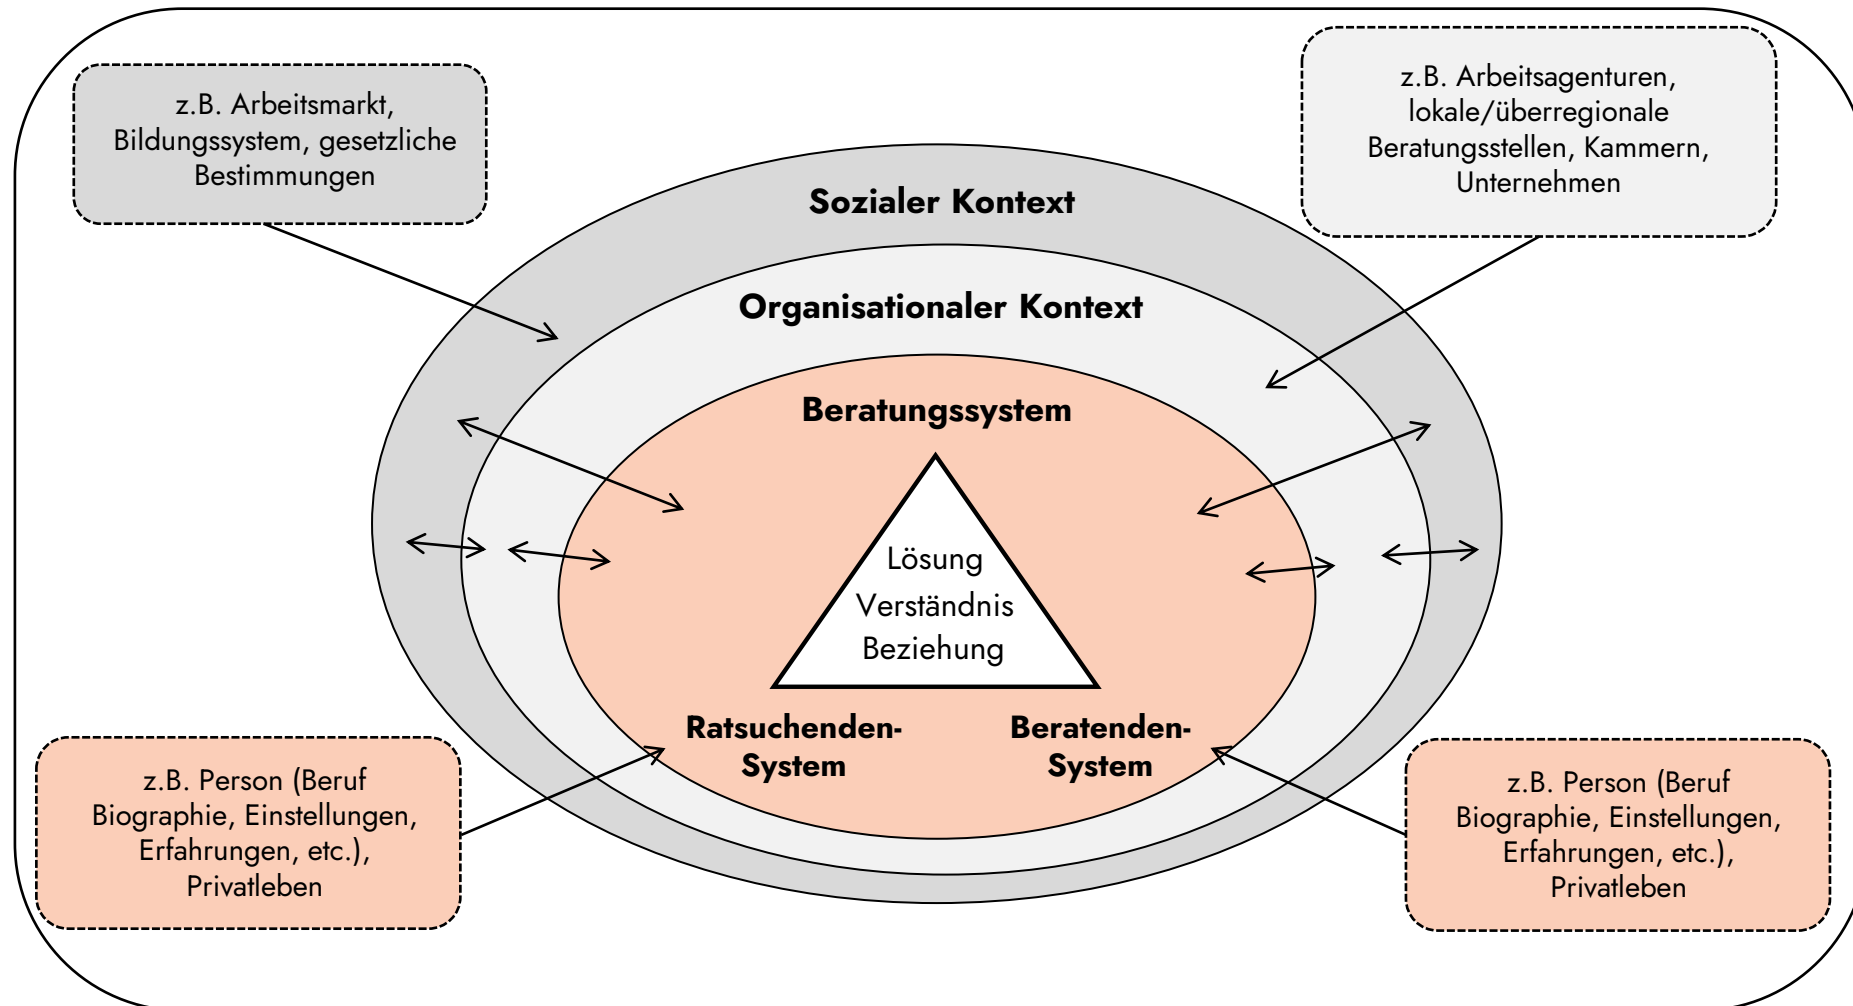 z.B. Arbeitsmarkt,
Bildungssystem, gesetzliche
Bestimmungen
z.B. Arbeitsagenturen,
lokale/überregionale
Beratungsstellen, Kammern,
Unternehmen
Sozialer Kontext
Organisationaler Kontext
Beratungssystem
Lösung
Verständnis
Beziehung
Ratsuchenden-
System
Beratenden-
System
z.B. Person (Beruf
Biographie, Einstellungen,
Erfahrungen, etc.),
Privatleben
z.B. Person (Beruf
Biographie, Einstellungen,
Erfahrungen, etc.),
Privatleben